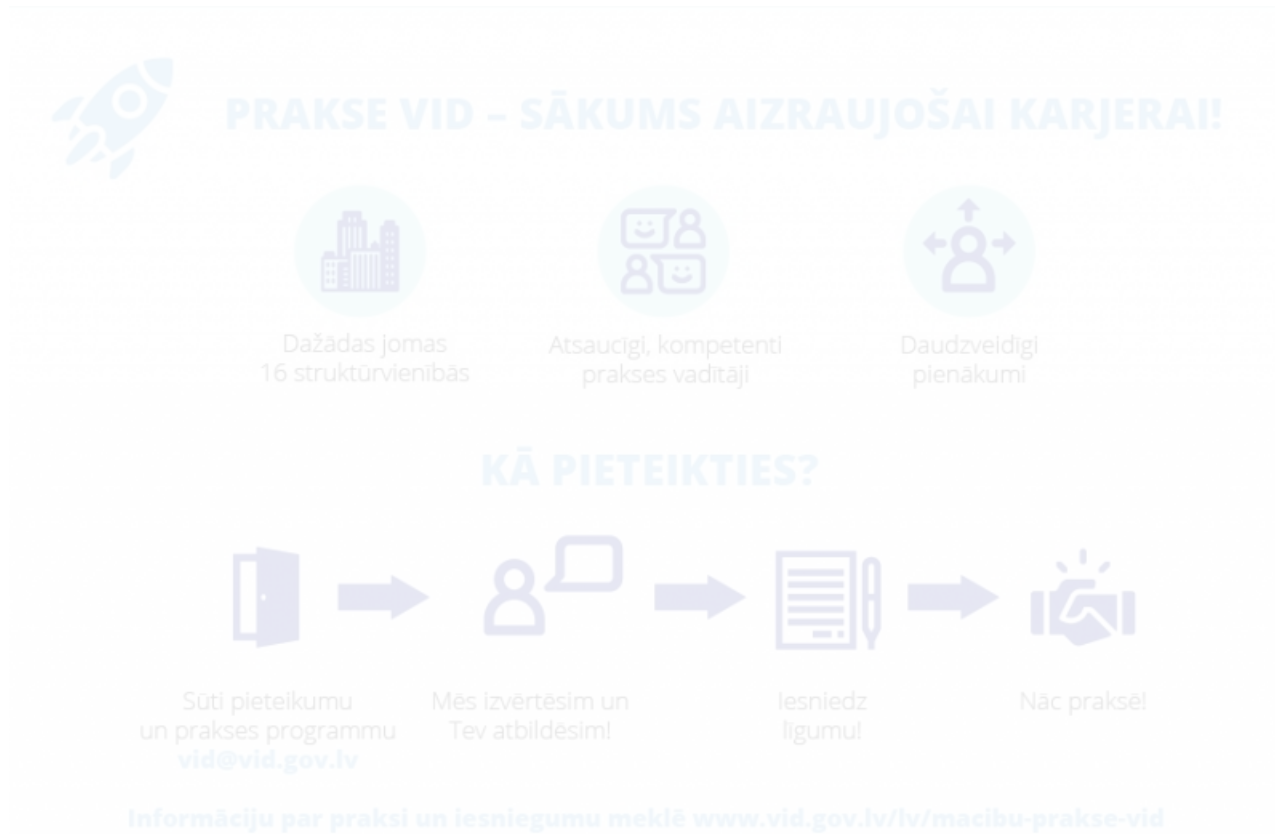 PRAKSE VID – SĀKUMS AIZRAUJOŠAI KARJERAI!
Dažādas jomas
16 struktūrvienībās
Atsaucīgi, kompetenti
prakses vadītāji
Daudzveidīgi
pienākumi
KĀ PIETEIKTIES?
Sūti pieteikumu
un prakses programmu
vid@vid.gov.lv
Mēs izvērtēsim un
Tev atbildēsim!
Iesniedz
līgumu!
Nāc praksē!
Informāciju par praksi un iesniegumu meklē www.vid.gov.lv/lv/macibu-prakse-vid